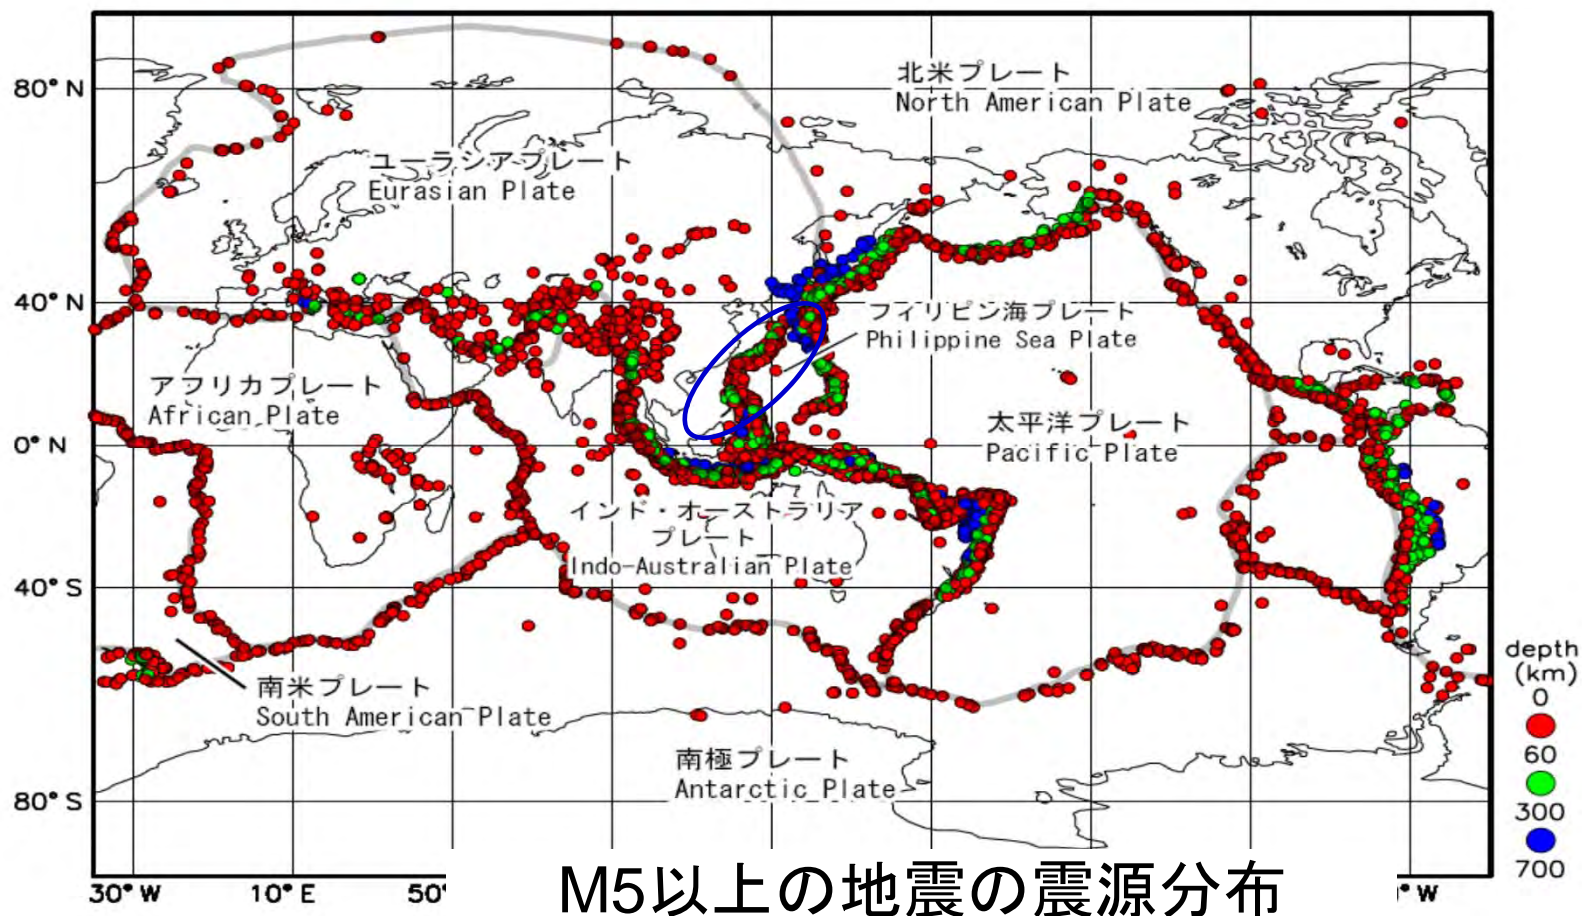 80° N
北米プレート
North American Plate
ユーラシアプレート
Eurasian Plate
40° N
フィリピン海プレート
Philippine Sea Plate
アフリカプレート
African Plate
太平洋プレート
Pacific Plate
0° N
インド・オーストラリア
プレート
Indo-Australian Plate
40° S
depth
(km)
0
60
300
700
南米プレート
South American Plate
南極プレート
Antarctic Plate
80° S
30° W
10° E
50°
° W
M5以上の地震の震源分布